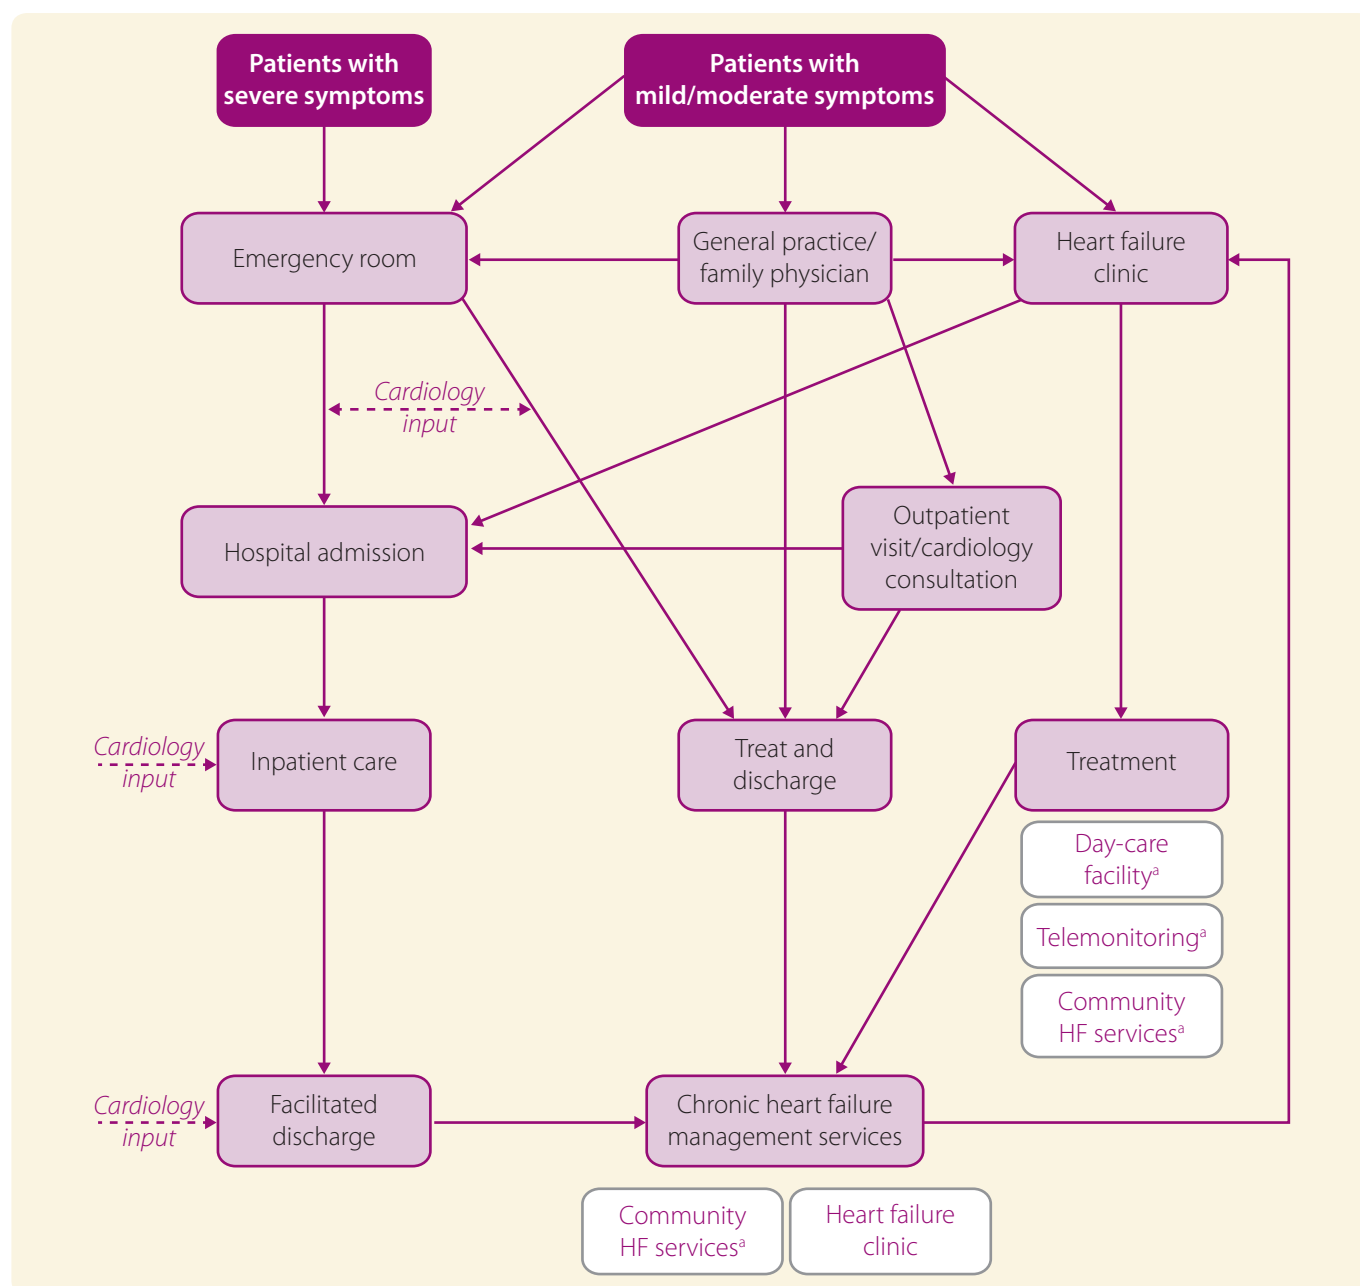 Patients with
severe symptoms
Patients with
mild/moderate symptoms
Emergency room
General practice/
family physician
Heart failure
clinic
Cardiology
input
Hospital admission
Outpatient
visit/cardiology
consultation
Cardiology
input
Inpatient care
Treat and
discharge
Treatment
Day-care
facilityᵃ
Telemonitoringᵃ
Community
HF servicesᵃ
Cardiology
input
Facilitated
discharge
Chronic heart failure
management services
Community
HF servicesᵃ
Heart failure
clinic